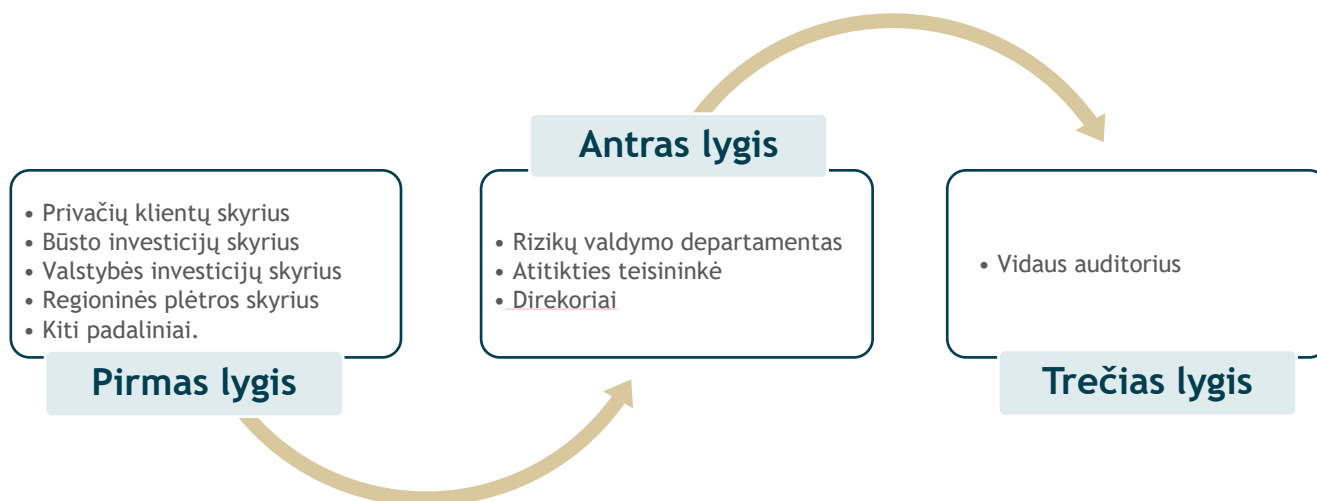 • Privačių klientų skyrius
• Būsto investicijų skyrius
• Valstybės investicijų skyrius
• Regioninės plėtros skyrius
• Kiti padaliniai.
Pirmas lygis
Antras lygis
• Rizikų valdymo departamentas
• Atitikties teisininkė
• Direkoriai
• Vidaus auditorius
Trečias lygis